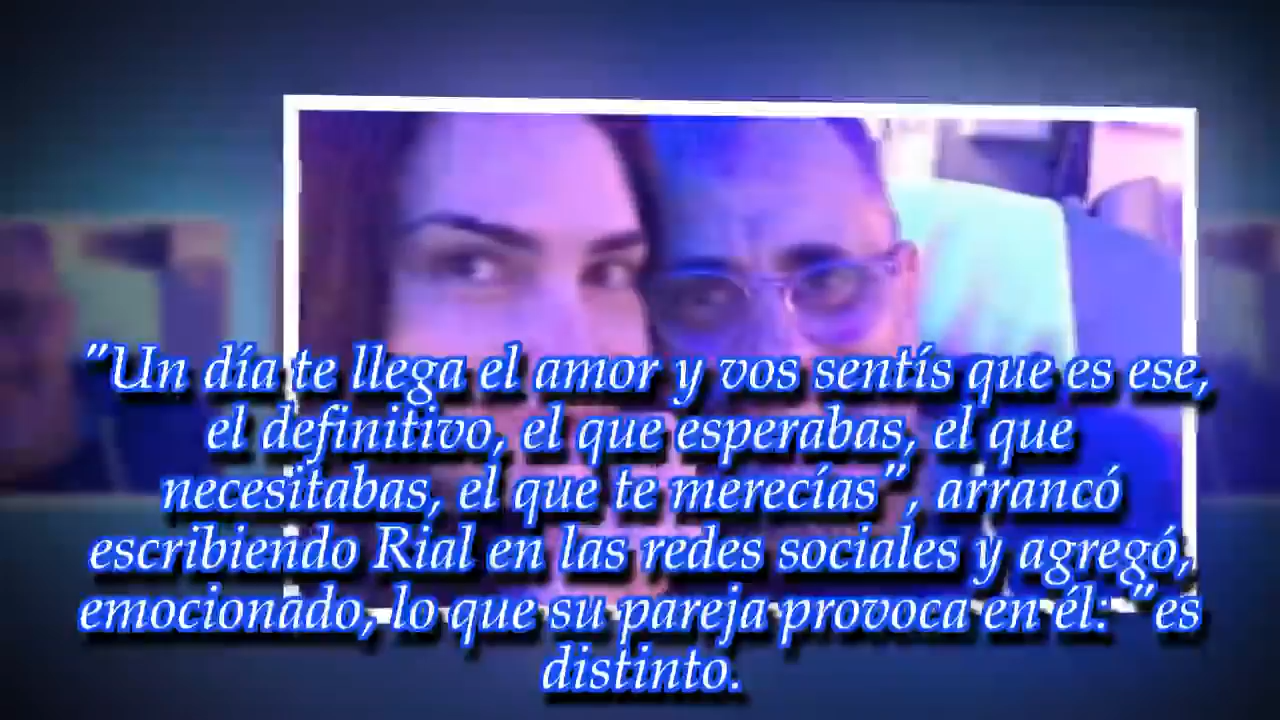 "Un día te llega el amor y vos sentís que es ese,
el definitivo, el que esperabas, el que
necesitabas, el que te merecías", arrancó
escribiendo Rial en las redes sociales y agregó,
emocionado, lo que su pareja provoca en él: "es
distinto.